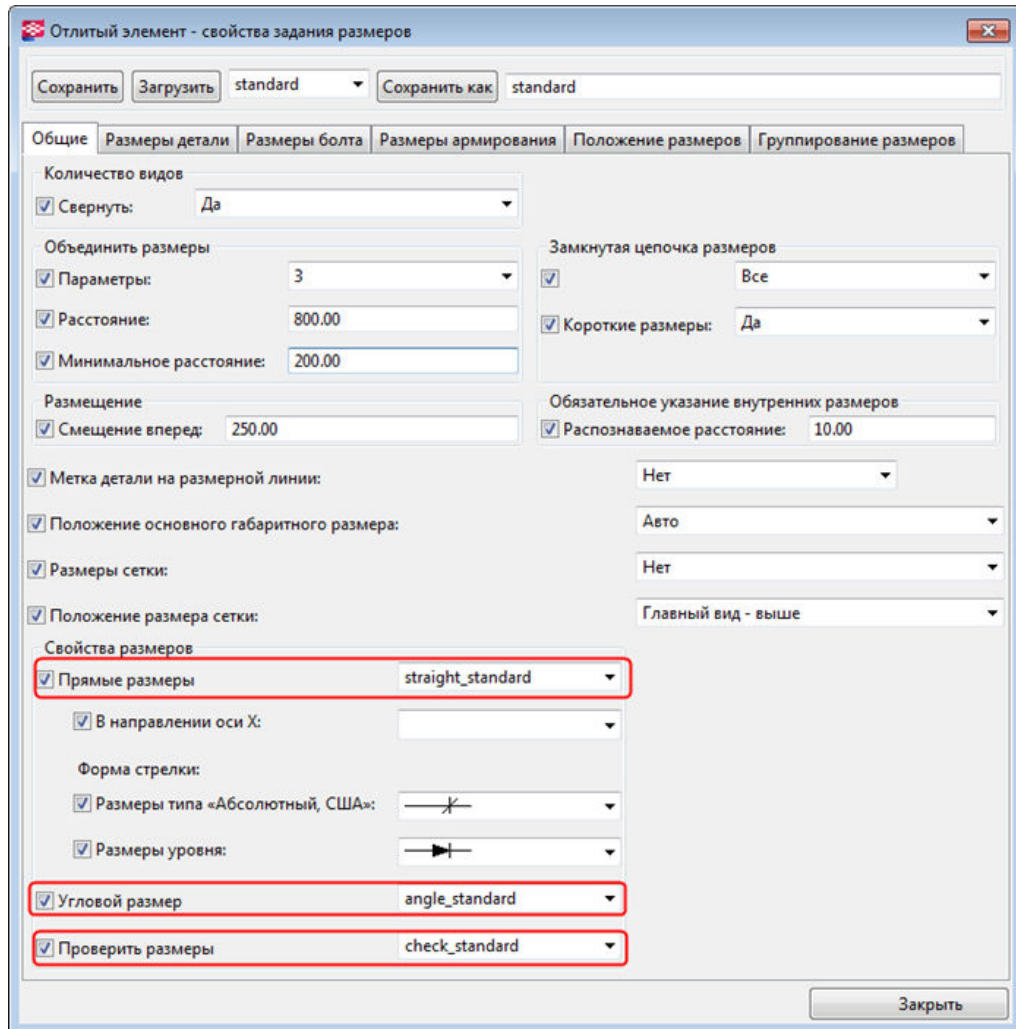 Отлитый элемент - свойства задания размеров
Сохранить Загрузить standard Сохранить как standard
Общие Размеры детали Размеры болта Размеры армирования Положение размеров Группирование размеров
Количество видов
Свернуть: Да
Объединить размеры Замкнутая цепочка размеров
Параметры: 3 Все
Расстояние: 800.00 Короткие размеры: Да
Минимальное расстояние: 200.00
Размещение Обязательное указание внутренних размеров
Смещение вперед: 250.00 Распознаваемое расстояние: 10.00
Метка детали на размерной линии: Нет
Положение основного габаритного размера: Авто
Размеры сетки: Нет
Положение размера сетки: Главный вид - выше
Свойства размеров
Прямые размеры straight_standard
В направлении оси X:
Форма стрелки:
Размеры типа «Абсолютный, США»:
Размеры уровня:
Угловой размер angle_standard
Проверить размеры check_standard
Закрыть